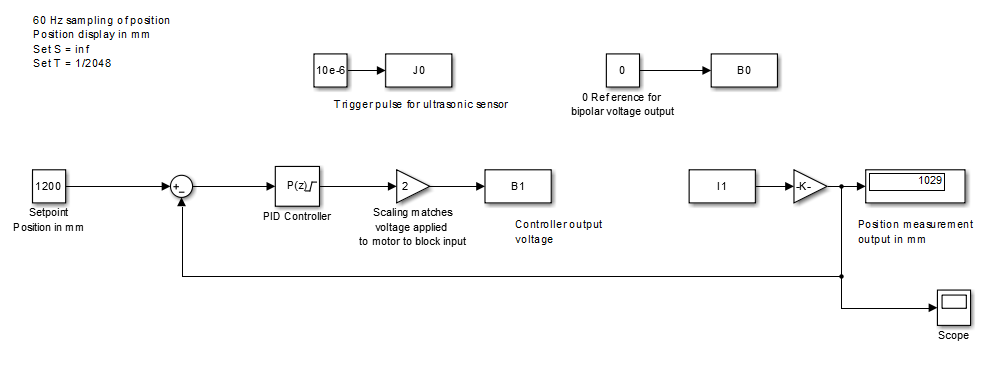 60 Hz sampling of position
Position display in mm
Set S = inf
Set T = 1/2048
10e-6
J0
Trigger pulse for ultrasonic sensor
0
B0
0 Reference for
bipolar voltage output
1200
Setpoint
Position in mm
+
-
P(z)
PID Controller
2
Scaling matches
voltage applied
to motor to block input
B1
Controller output
voltage
I1
-K-
1029
Position measurement
output in mm
Scope